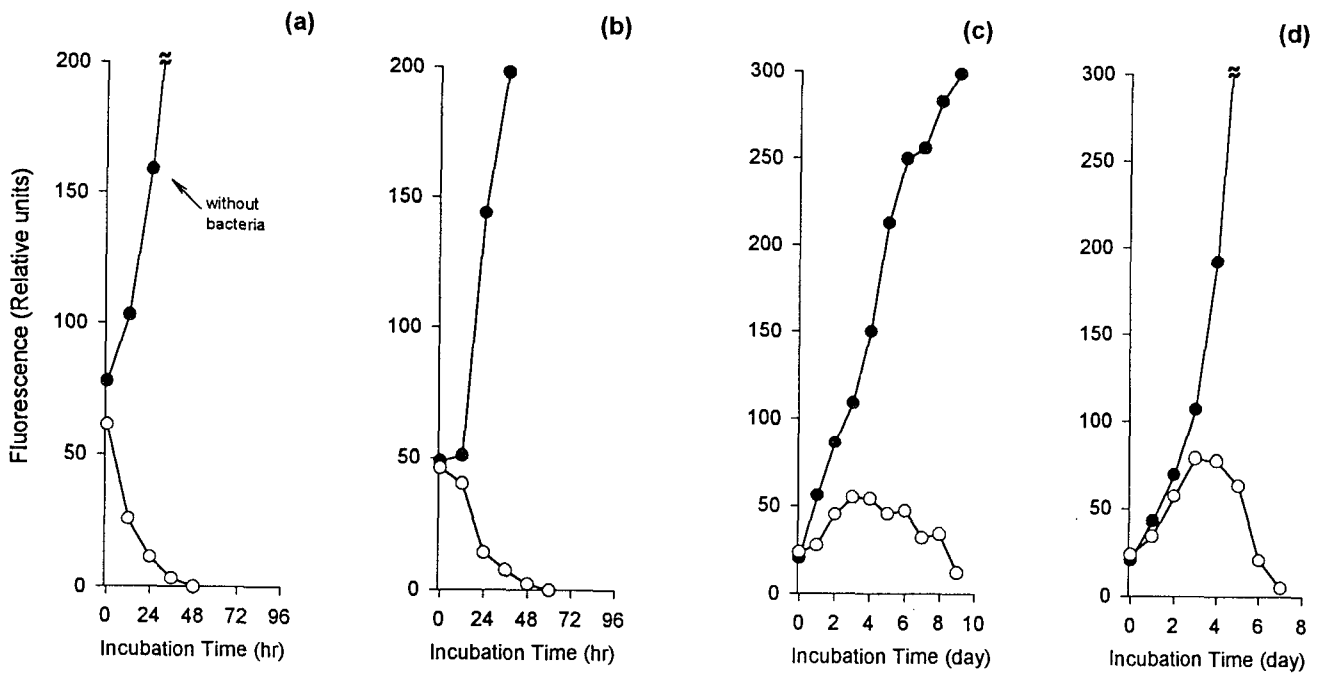 (a)
200
150
100
50
0
without
bacteria
0 24 48 72 96
Incubation Time (hr)
Fluorescence (Relative units)
(b)
200
150
100
50
0
0 24 48 72 96
Incubation Time (hr)
(c)
300
250
200
150
100
50
0
0 2 4 6 8 10
Incubation Time (day)
(d)
300
250
200
150
100
50
0
0 2 4 6 8
Incubation Time (day)